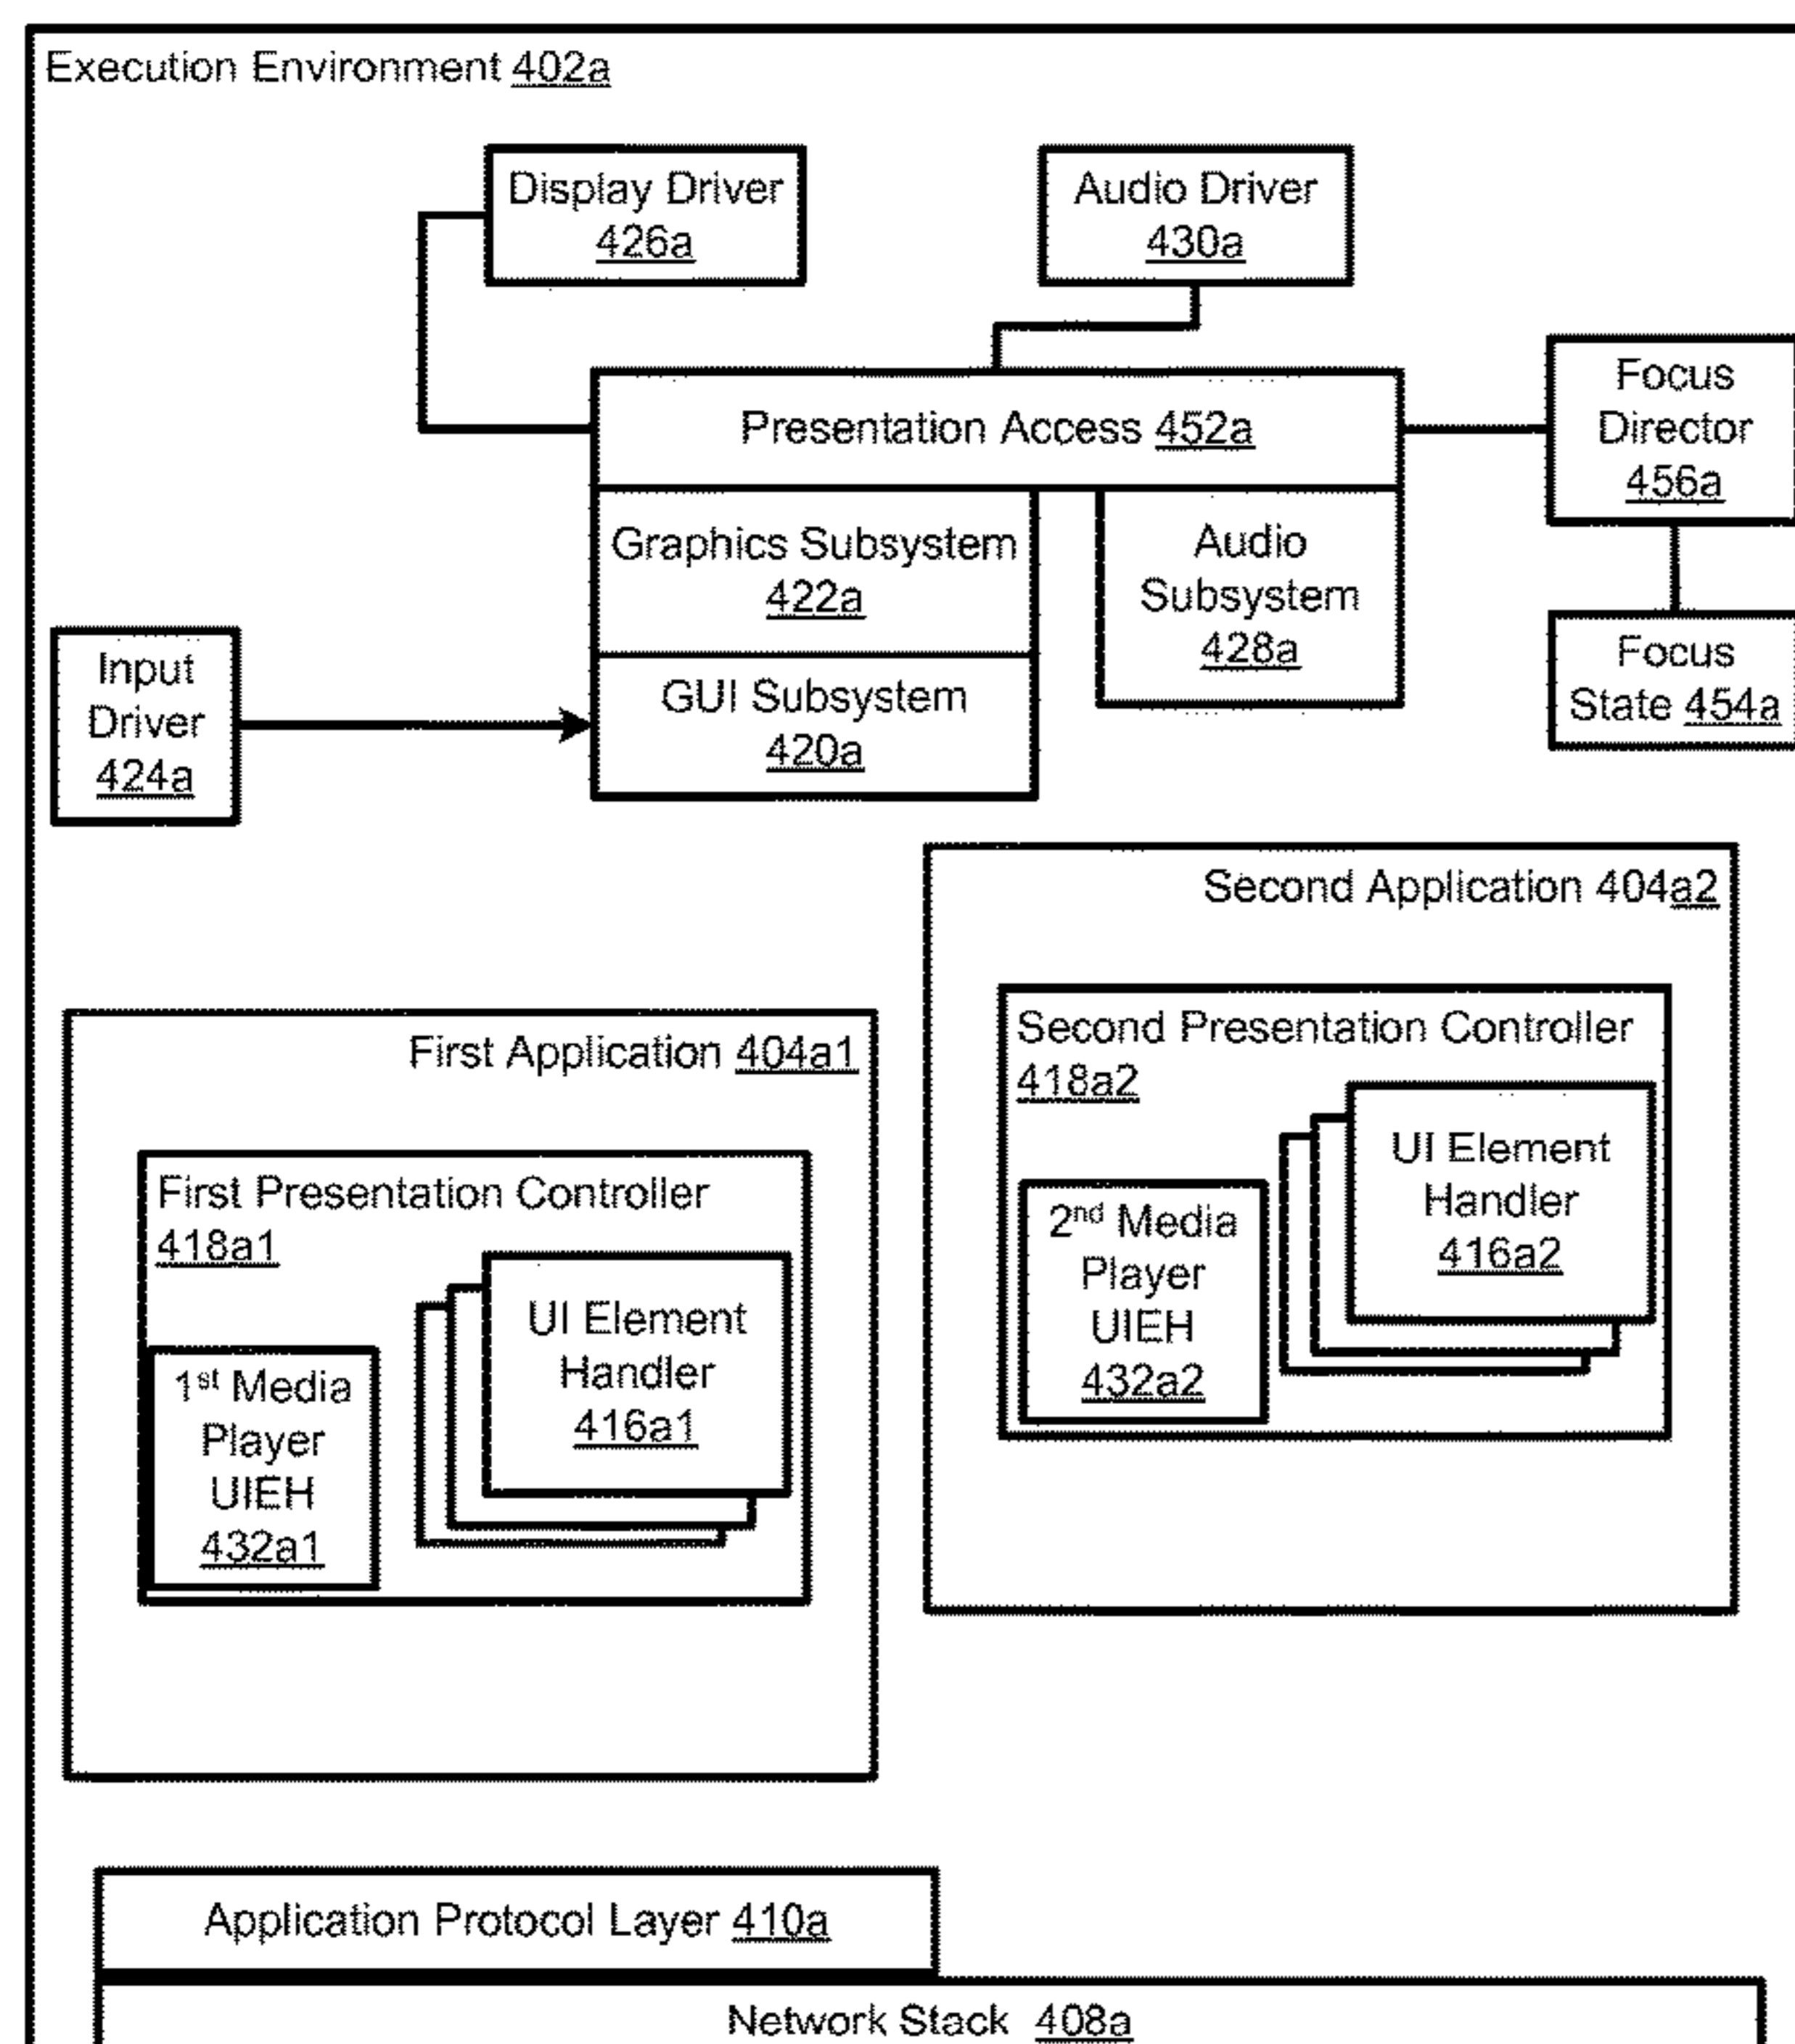 Execution Environment 402a
Display Driver
426a
Audio Driver
430a
Presentation Access 452a
Focus
Director
456a
Graphics Subsystem
422a
Audio
Subsystem
428a
Focus
State 454a
Input
Driver
424a
GUI Subsystem
420a
Second Application 404a2
Second Presentation Controller
418a2
UI Element
Handler
416a2
2nd Media
Player
UIEH
432a2
First Application 404a1
First Presentation Controller
418a1
UI Element
Handler
416a1
1st Media
Player
UIEH
432a1
Application Protocol Layer 410a
Network Stack 408a